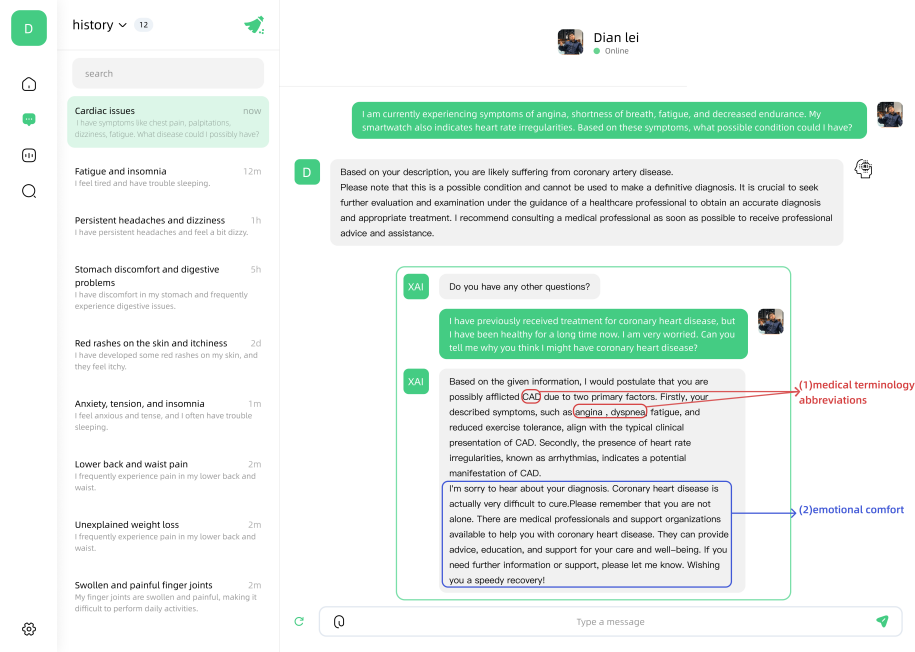 D
history
12
search
Cardiac issues
now
I have symptoms like chest pain, palpitations,
dizziness, fatigue. What disease could I possibly have?
Fatigue and insomnia
12m
I feel tired and have trouble sleeping.
Persistent headaches and dizziness
1h
I have persistent headaches and feel a bit dizzy.
Stomach discomfort and digestive
problems
5h
I have discomfort in my stomach and frequently
experience digestive issues.
Red rashes on the skin and itchiness
2d
I have developed some red rashes on my skin, and
they feel itchy.
Anxiety, tension, and insomnia
1m
I feel anxious and tense, and I often have trouble
sleeping.
Lower back and waist pain
2m
I frequently experience pain in my lower back and
waist.
Unexplained weight loss
2m
I frequently experience pain in my lower back and
waist.
Swollen and painful finger joints
2m
My finger joints are swollen and painful, making it
difficult to perform daily activities.
Dian lei
Online
I am currently experiencing symptoms of angina, shortness of breath, fatigue, and decreased endurance. My
smartwatch also indicates heart rate irregularities. Based on these symptoms, what possible condition could I have?
D
Based on your description, you are likely suffering from coronary artery disease.
Please note that this is a possible condition and cannot be used to make a definitive diagnosis. It is crucial to seek
further evaluation and examination under the guidance of a healthcare professional to obtain an accurate diagnosis
and appropriate treatment. I recommend consulting a medical professional as soon as possible to receive professional
advice and assistance.
XAI
Do you have any other questions?
I have previously received treatment for coronary heart disease, but
I have been healthy for a long time now. I am very worried. Can you
tell me why you think I might have coronary heart disease?
XAI
Based on the given information, I would postulate that you are
possibly afflicted CAD due to two primary factors. Firstly, your
described symptoms, such as angina , dyspnea, fatigue, and
reduced exercise tolerance, align with the typical clinical
presentation of CAD. Secondly, the presence of heart rate
irregularities, known as arrhythmias, indicates a potential
manifestation of CAD.
I'm sorry to hear about your diagnosis. Coronary heart disease is
actually very difficult to cure.Please remember that you are not
alone. There are medical professionals and support organizations
available to help you with coronary heart disease. They can provide
advice, education, and support for your care and well-being. If you
need further information or support, please let me know. Wishing
you a speedy recovery!
(1)medical terminology
abbreviations
(2)emotional comfort
Type a message